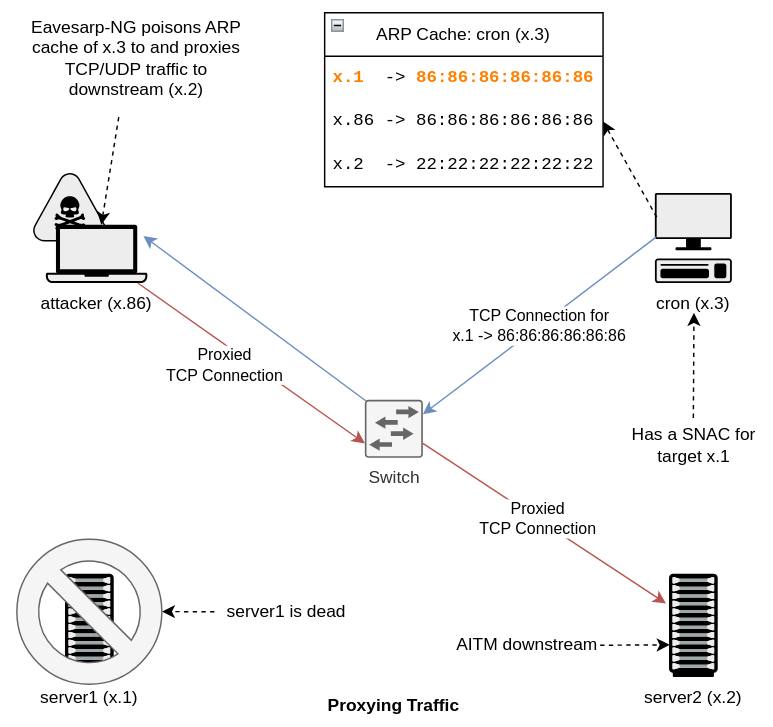 Eavesarp-NG poisons ARP
cache of x.3 to and proxies
TCP/UDP traffic to
downstream (x.2)
ARP Cache: cron (x.3)
x.1 -> 86:86:86:86:86:86
x.86 -> 86:86:86:86:86:86
x.2 -> 22:22:22:22:22:22
attacker (x.86)
cron (x.3)
TCP Connection for
x.1 -> 86:86:86:86:86:86
Proxied
TCP Connection
Has a SNAC for
target x.1
Switch
Proxied
TCP Connection
server1 is dead
AITM downstream
server1 (x.1)
server2 (x.2)
Proxying Traffic